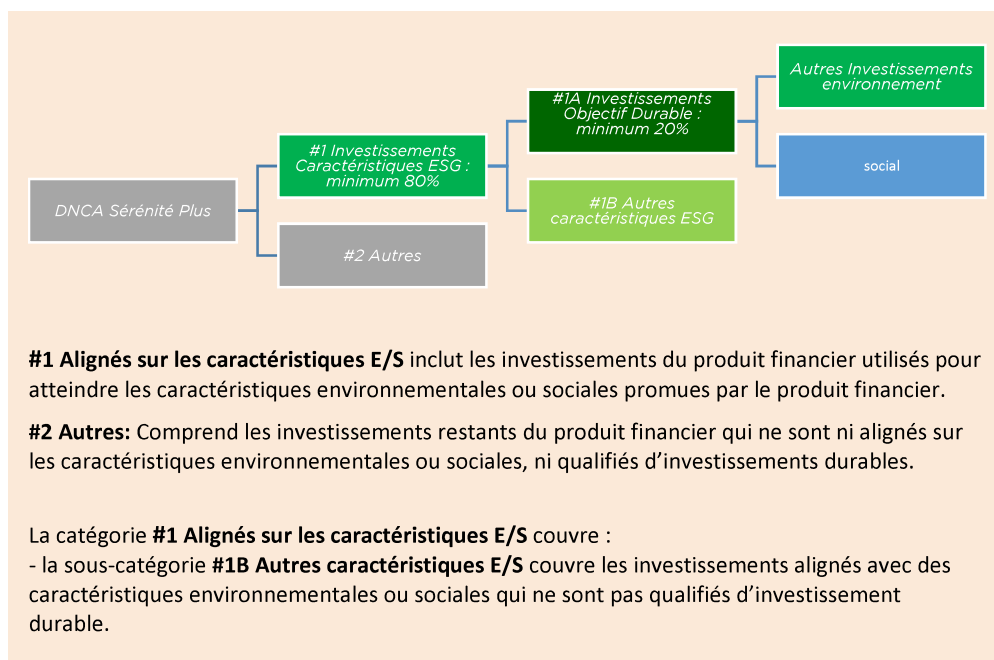 DNCA Sérénité Plus
#1 Investissements
Caractéristiques ESG :
minimum 80%
#2 Autres
#1A Investissements
Objectif Durable :
minimum 20%
#1B Autres
caractéristiques ESG
Autres Investissements
environnement
social
#1 Alignés sur les caractéristiques E/S inclut les investissements du produit financier utilisés pour
atteindre les caractéristiques environnementales ou sociales promues par le produit financier.
#2 Autres: Comprend les investissements restants du produit financier qui ne sont ni alignés sur
les caractéristiques environnementales ou sociales, ni qualifiés d’investissements durables.
La catégorie #1 Alignés sur les caractéristiques E/S couvre :
- la sous-catégorie #1B Autres caractéristiques E/S couvre les investissements alignés avec des
caractéristiques environnementales ou sociales qui ne sont pas qualifiés d’investissement
durable.